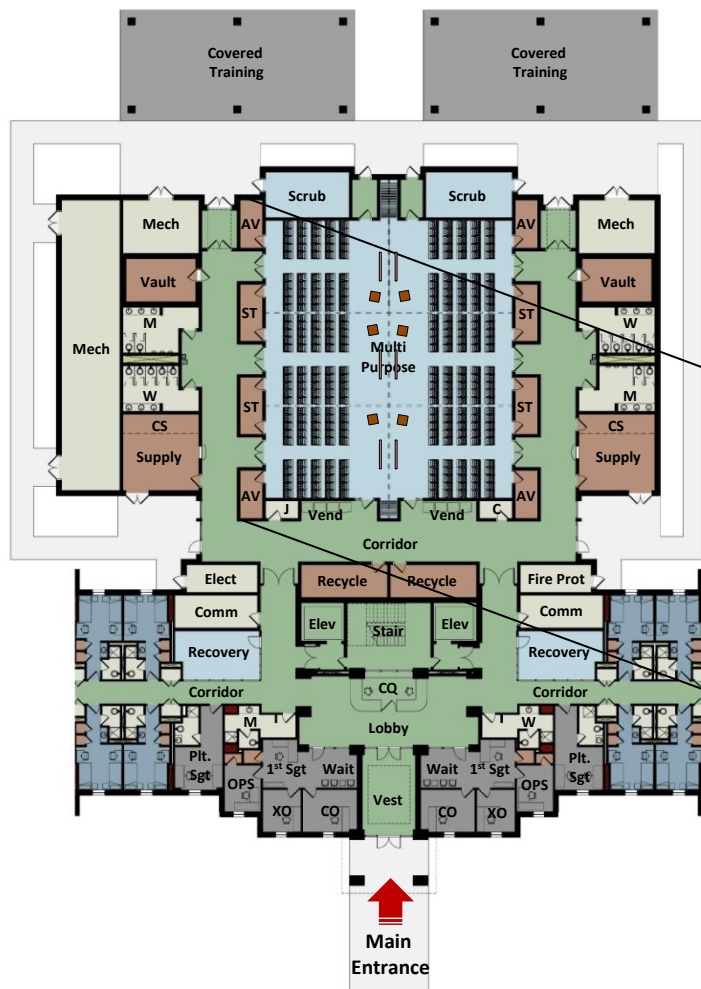 Covered
Training
Covered
Training
Scrub
Scrub
Mech
AV
AV
Mech
Vault
Vault
M
ST
ST
W
Mech
Multi
Purpose
W
ST
ST
M
CS
CS
Supply
Supply
AV
AV
J
Vend
Vend
C
Corridor
Elect
Recycle
Recycle
Fire Prot
Comm
Elev
Stair
Elev
Comm
Recovery
Recovery
CQ
Corridor
Corridor
M
Lobby
W
Plt.
Sgt
1st Sgt
Wait
Wait
1st Sgt
Plt.
Sgt
OPS
Vest
OPS
XO
CO
CO
XO
Main
Entrance